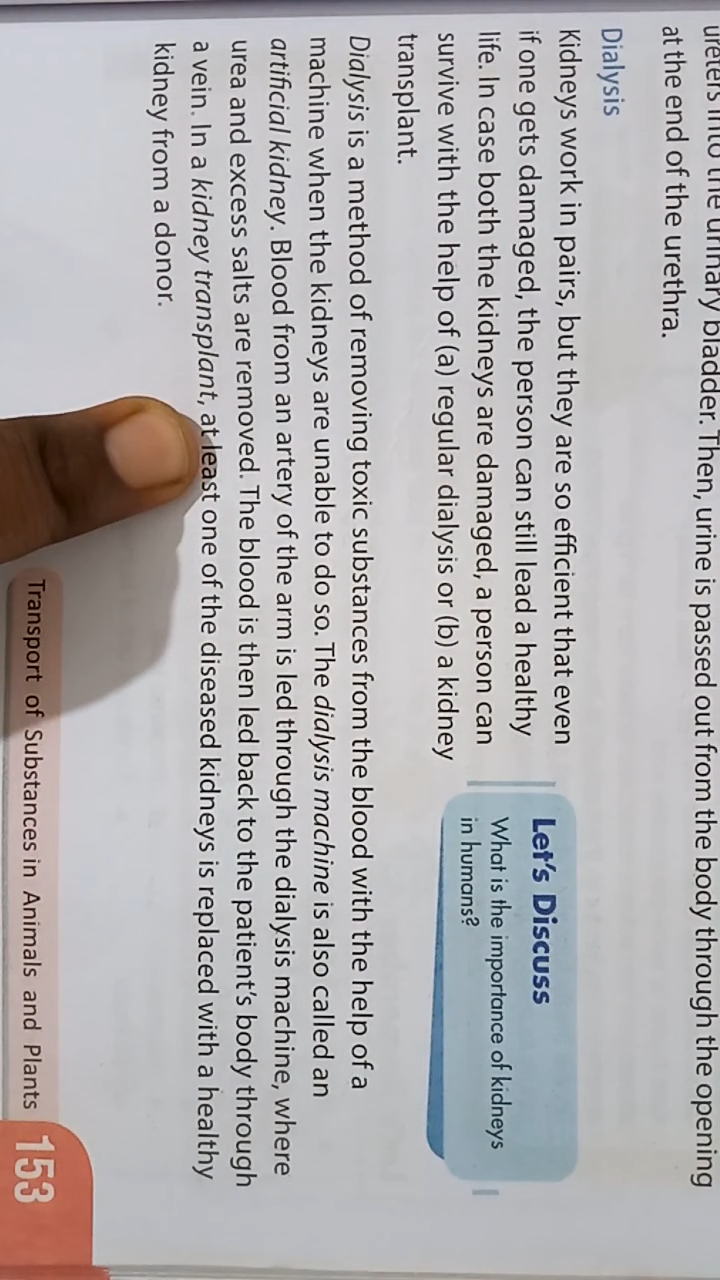 ureters into the urinary bladder. Then, urine is passed out from the body through the opening
at the end of the urethra.
Dialysis
Kidneys work in pairs, but they are so efficient that even
if one gets damaged, the person can still lead a healthy
life. In case both the kidneys are damaged, a person can
survive with the help of (a) regular dialysis or (b) a kidney
transplant.
Let's Discuss
What is the importance of kidneys
in humans?
Dialysis is a method of removing toxic substances from the blood with the help of a
machine when the kidneys are unable to do so. The dialysis machine is also called an
artificial kidney. Blood from an artery of the arm is led through the dialysis machine, where
urea and excess salts are removed. The blood is then led back to the patient's body through
a vein. In a kidney transplant, at least one of the diseased kidneys is replaced with a healthy
kidney from a donor.
Transport of Substances in Animals and Plants 153